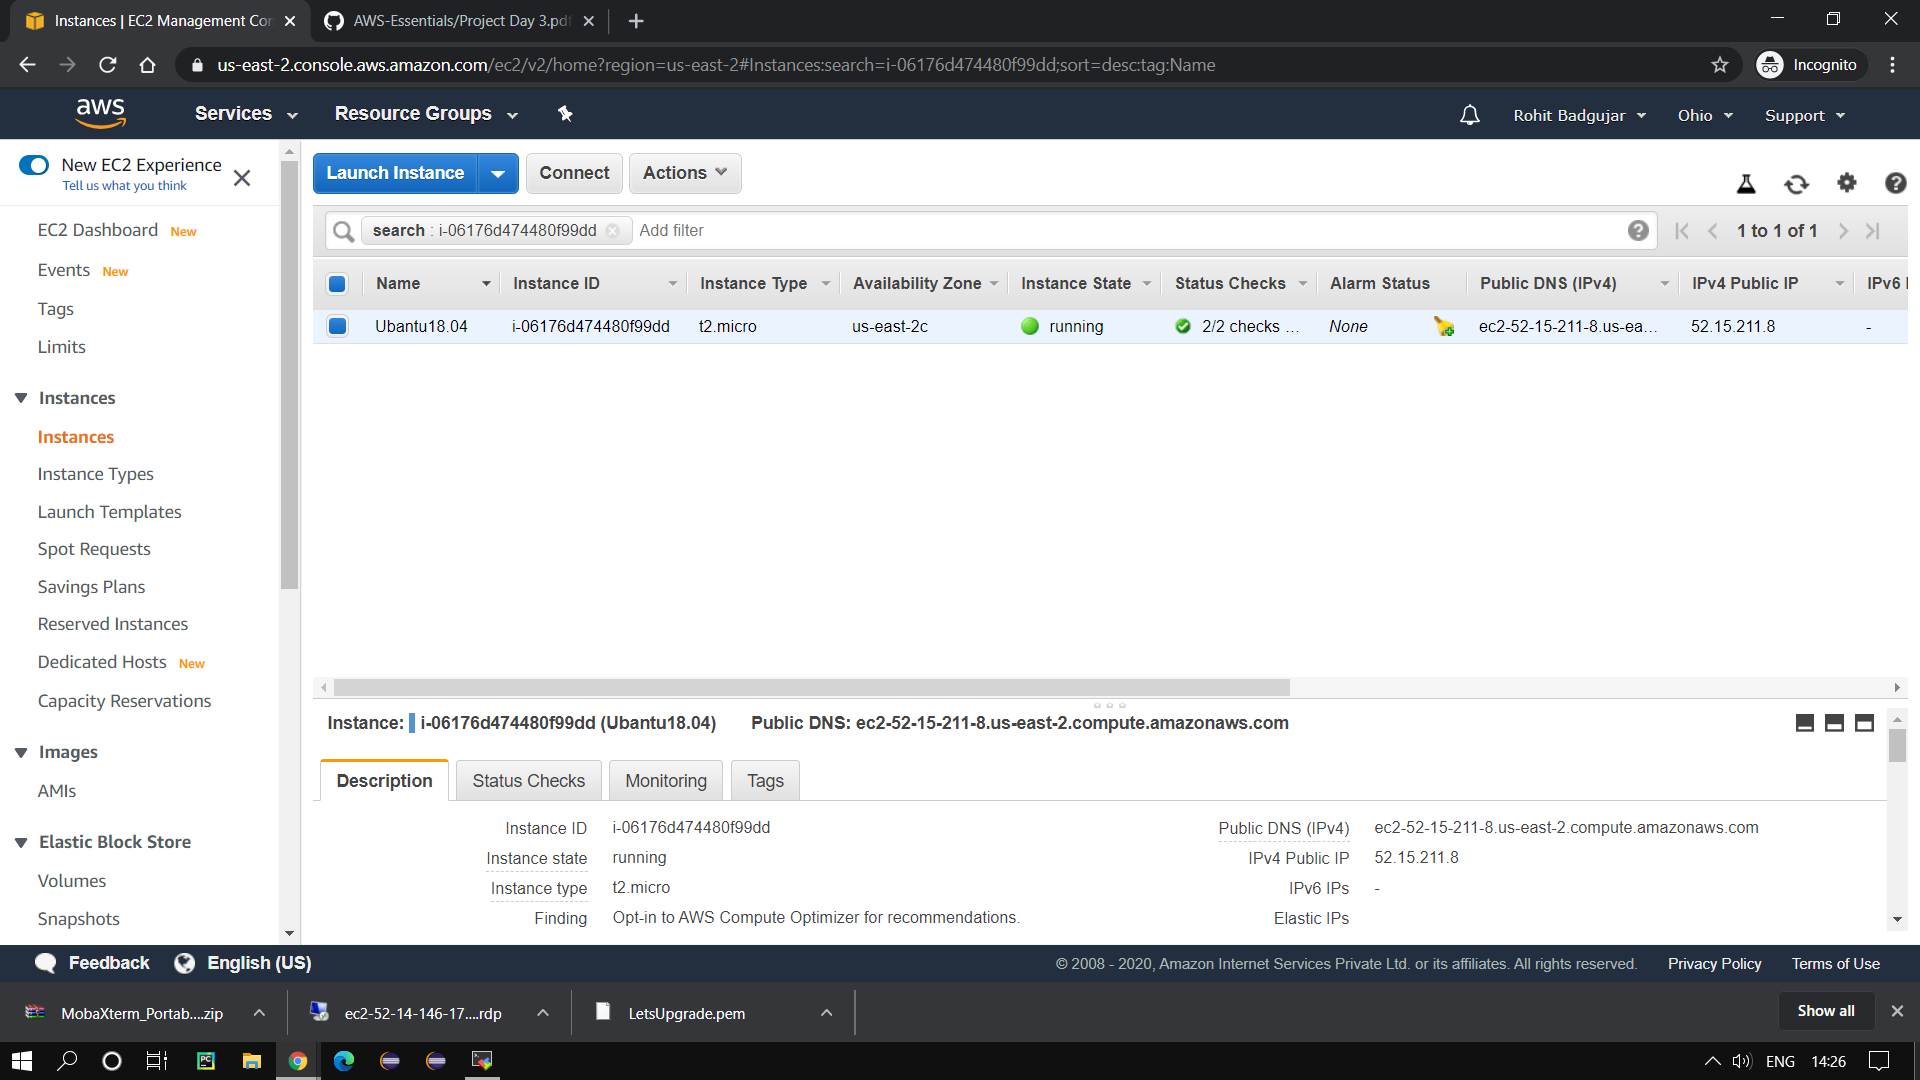 Instances | EC2 Management Con
AWS-Essentials/Project Day 3.pdf
us-east-2.console.aws.amazon.com/ec2/v2/home?region=us-east-2#Instances:search=i-06176d474480f99dd;sort=desc:tag:Name
Incognito
aws
Services
Resource Groups
Rohit Badgujar
Ohio
Support
New EC2 Experience
Tell us what you think
EC2 Dashboard New
Events New
Tags
Limits
Instances
Instances
Instance Types
Launch Templates
Spot Requests
Savings Plans
Reserved Instances
Dedicated Hosts New
Capacity Reservations
Images
AMIs
Elastic Block Store
Volumes
Snapshots
Launch Instance
Connect
Actions
search : i-06176d474480f99dd
Add filter
1 to 1 of 1
Name Instance ID Instance Type Availability Zone Instance State Status Checks Alarm Status Public DNS (IPv4) IPv4 Public IP IPv6 I
Ubantu18.04 i-06176d474480f99dd t2.micro us-east-2c running 2/2 checks ... None ec2-52-15-211-8.us-ea... 52.15.211.8 -
Instance: i-06176d474480f99dd (Ubantu18.04) Public DNS: ec2-52-15-211-8.us-east-2.compute.amazonaws.com
Description
Status Checks
Monitoring
Tags
Instance ID i-06176d474480f99dd
Instance state running
Instance type t2.micro
Finding Opt-in to AWS Compute Optimizer for recommendations.
Public DNS (IPv4) ec2-52-15-211-8.us-east-2.compute.amazonaws.com
IPv4 Public IP 52.15.211.8
IPv6 IPs -
Elastic IPs
Feedback
English (US)
© 2008 - 2020, Amazon Internet Services Private Ltd. or its affiliates. All rights reserved.
Privacy Policy
Terms of Use
MobaXterm_Portab....zip
ec2-52-14-146-17....rdp
LetsUpgrade.pem
Show all
ENG
14:26